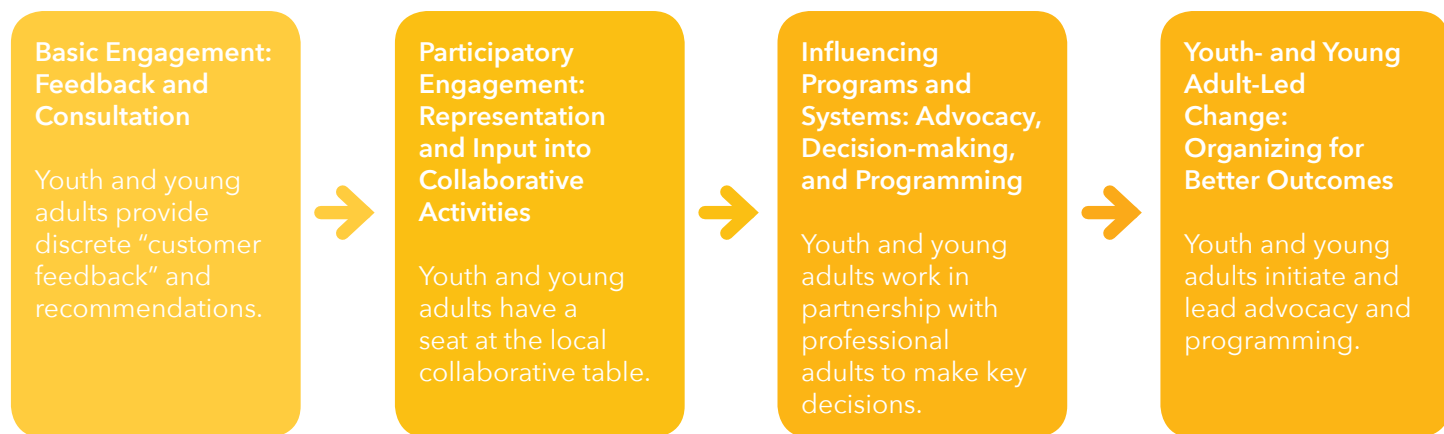 Basic Engagement:
Feedback and
Consultation
Youth and young
adults provide
discrete “customer
feedback” and
recommendations.
Participatory
Engagement:
Representation
and Input into
Collaborative
Activities
Youth and young
adults have a
seat at the local
collaborative table.
Influencing
Programs and
Systems: Advocacy,
Decision-making,
and Programming
Youth and young
adults work in
partnership with
professional
adults to make key
decisions.
Youth- and Young
Adult-Led
Change:
Organizing for
Better Outcomes
Youth and young
adults initiate and
lead advocacy and
programming.